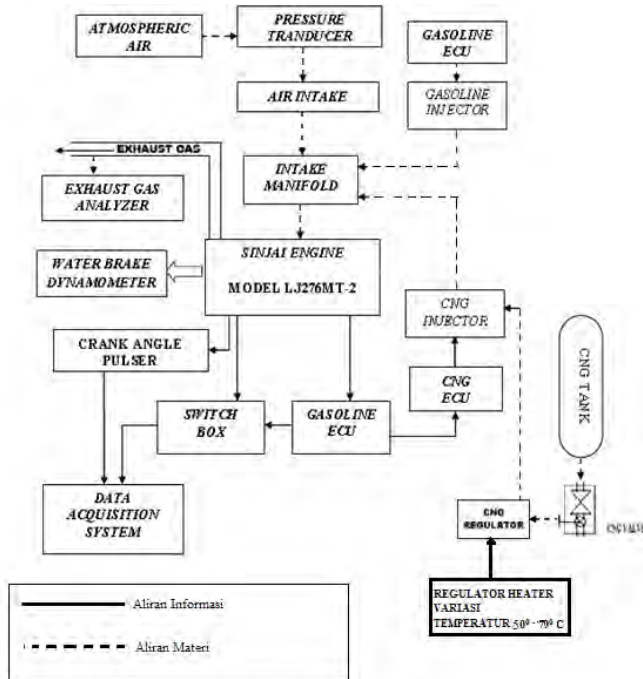 ATMOSPHERIC
AIR
PRESSURE
TRANDUCER
GASOLINE
ECU
AIR INTAKE
GASOLINE
INJECTOR
EXHAUST GAS
EXHAUST GAS
ANALYZER
INTAKE
MANIFOLD
WATER BRAKE
DYNAMOMETER
SINJAI ENGINE
MODEL LJ276MT-2
CNG
INJECTOR
CNG TANK
CRANK ANGLE
PULSER
CNG
ECU
SWITCH
BOX
GASOLINE
ECU
DATA
ACQUISITION
SYSTEM
CNG
REGULATOR
REGULATOR HEATER
VARIASI
TEMPERATUR 50⁰ - 70⁰ C
Aliran Informasi
Aliran Materi